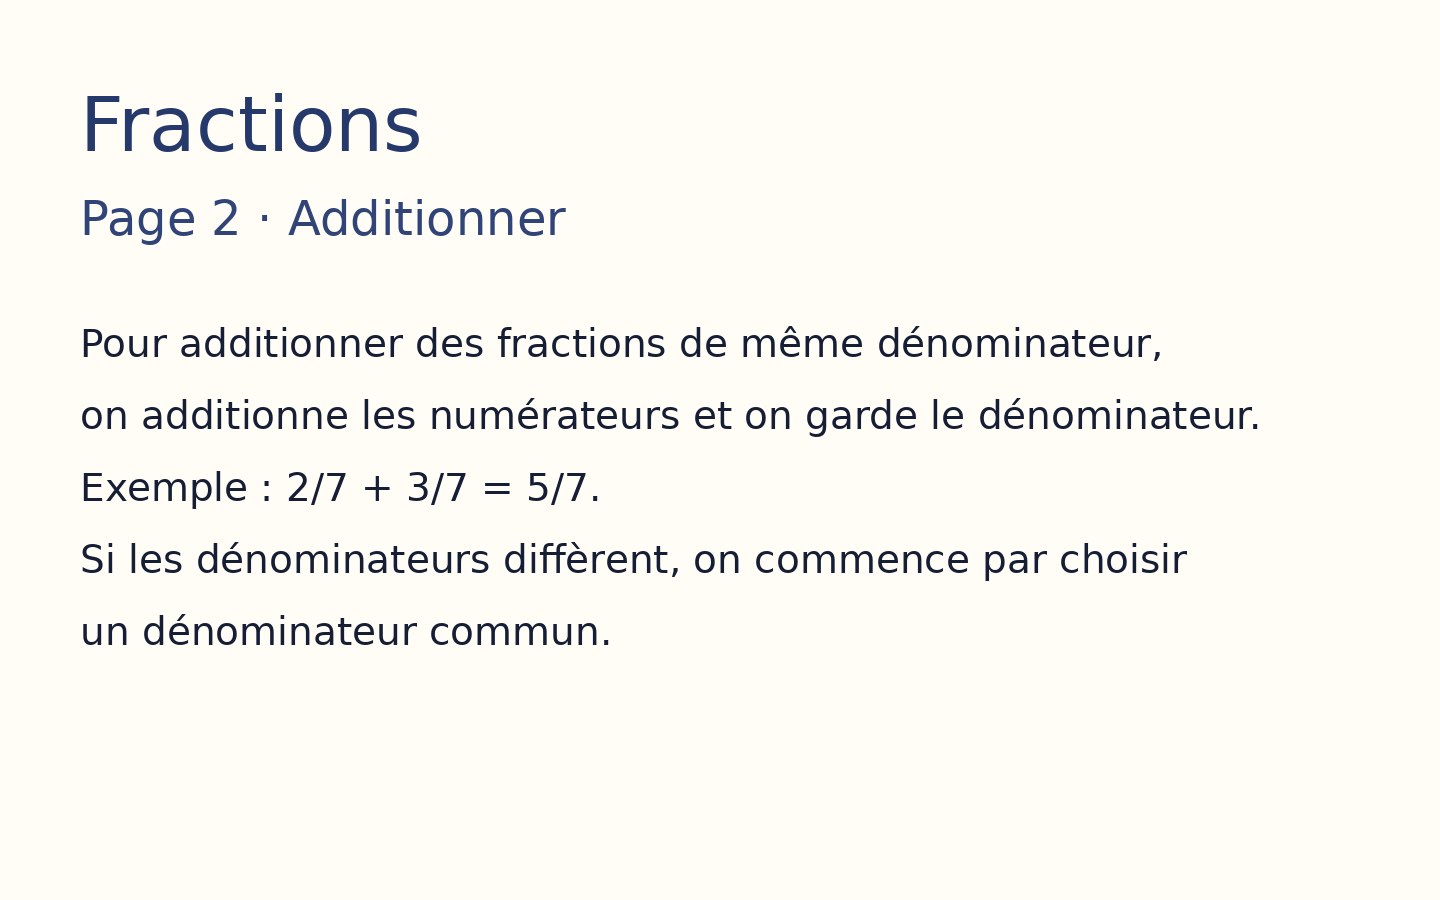 Fractions
Page 2 · Additionner
Pour additionner des fractions de même dénominateur,
on additionne les numérateurs et on garde le dénominateur.
Exemple : 2/7 + 3/7 = 5/7.
Si les dénominateurs diffèrent, on commence par choisir
un dénominateur commun.